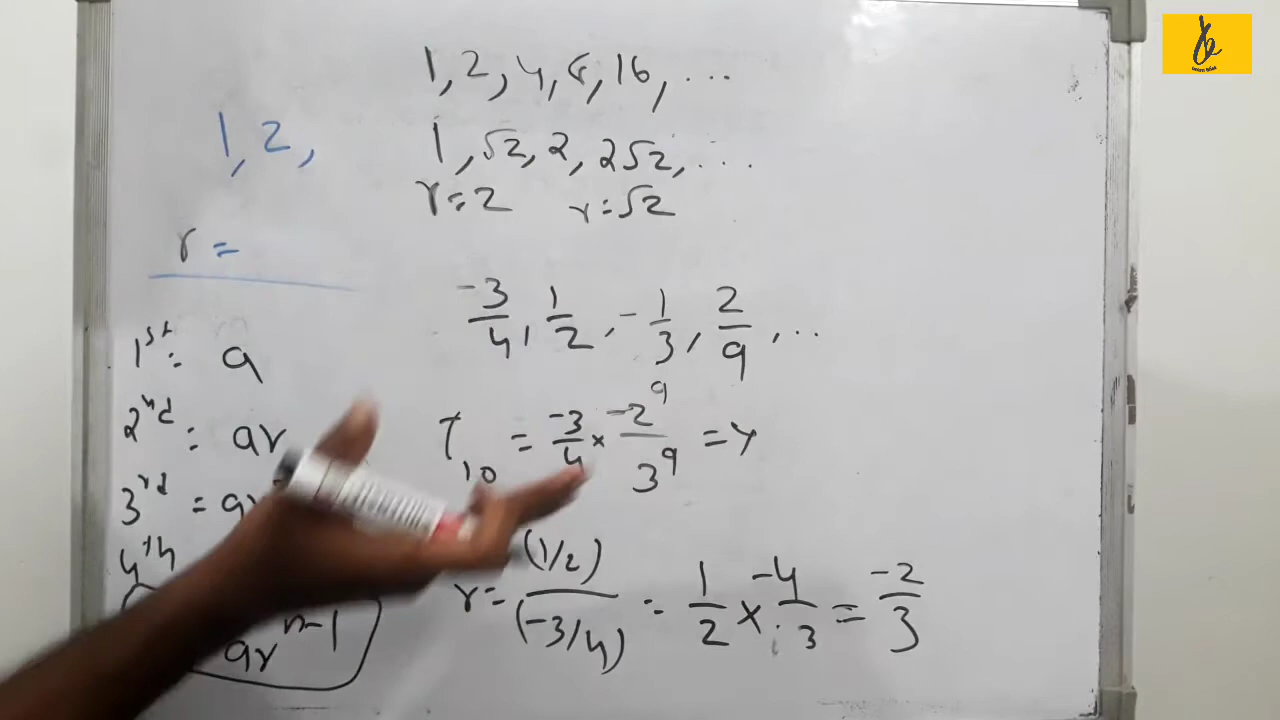 1, 2, 4, 8, 16, ...
1, 2,
1, √2, 2, 2√2, ...
r = 2 r = √2
r =
-3/4, 1/2, -1/3, 2/9, ...
1st: a
2nd: ar
T10 = -3/4 × -2^9/3^9 =
3rd = ar
4th
r = (1/2)/(-3/4) = 1/2 × -4/3 = -2/3
ar^n-1